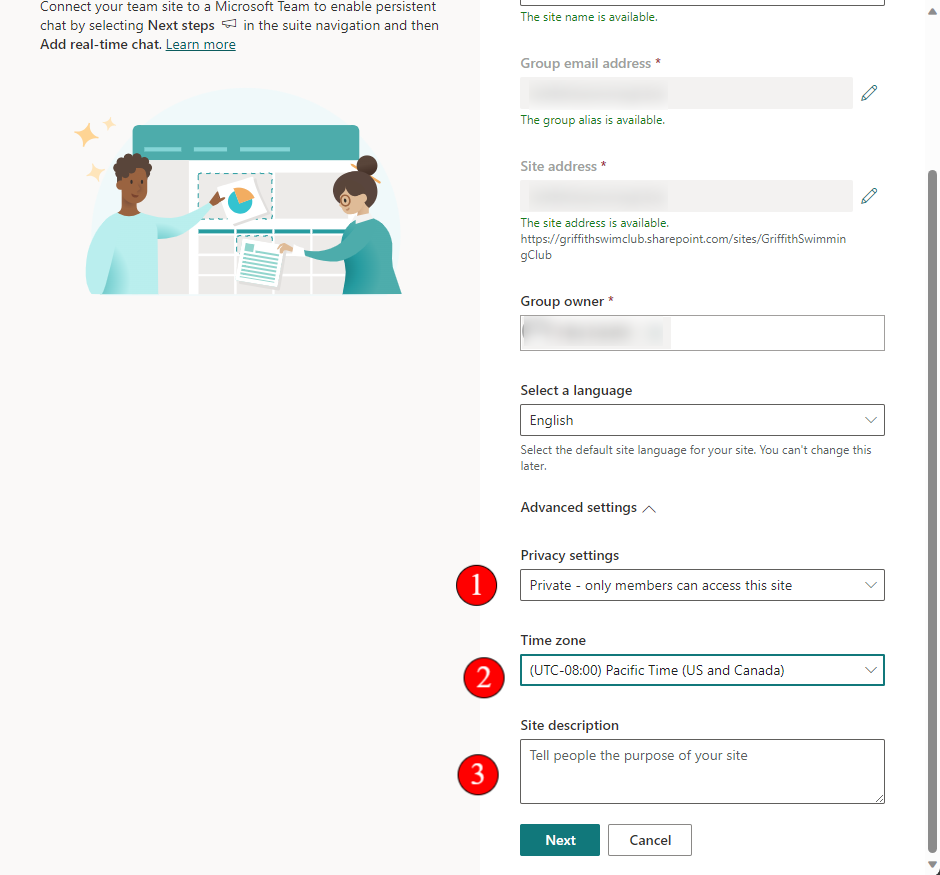 Connect your team site to a Microsoft Team to enable persistent
chat by selecting Next steps in the suite navigation and then
Add real-time chat. Learn more
The site name is available.
Group email address *
The group alias is available.
Site address *
The site address is available.
https://griffithswimclub.sharepoint.com/sites/GriffithSwimmin
gClub
Group owner *
Select a language
English
Select the default site language for your site. You can't change this
later.
Advanced settings
Privacy settings
1
Private - only members can access this site
Time zone
2
(UTC-08:00) Pacific Time (US and Canada)
Site description
3
Tell people the purpose of your site
Next
Cancel